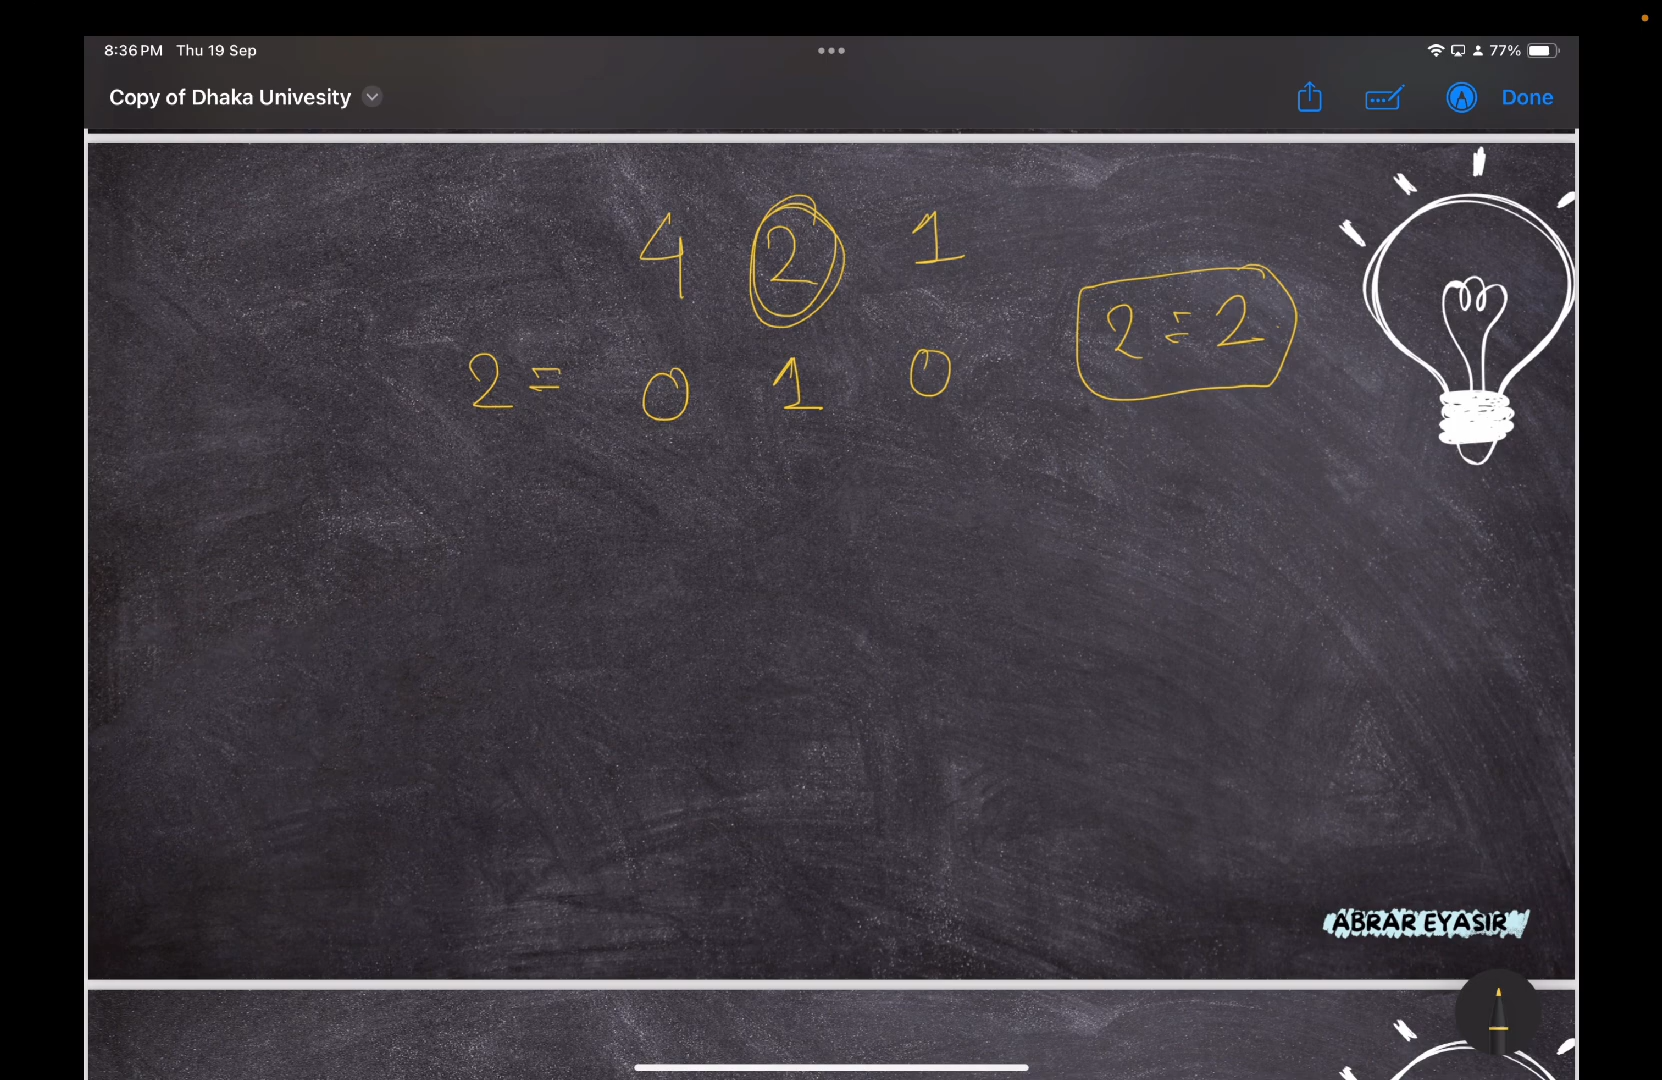 8:36 PM Thu 19 Sep
77%
Copy of Dhaka Univesity
Done
4 2 1
2 = 2
2 = 0 1 0
ABRAR EYASIR